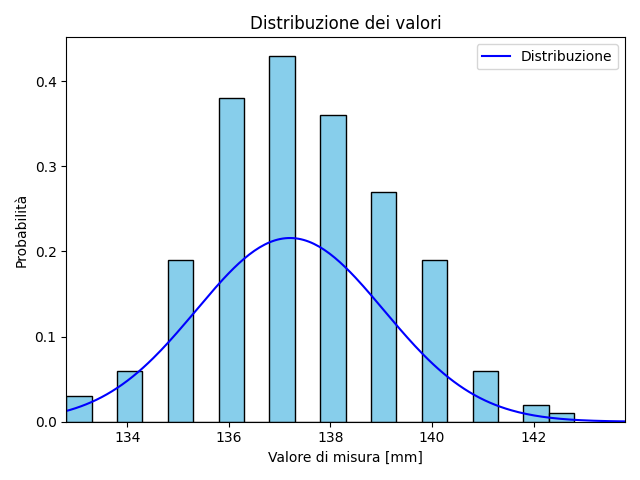 Distribuzione dei valori
Distribuzione
Probabilità
0.4
0.3
0.2
0.1
0.0
134 136 138 140 142
Valore di misura [mm]